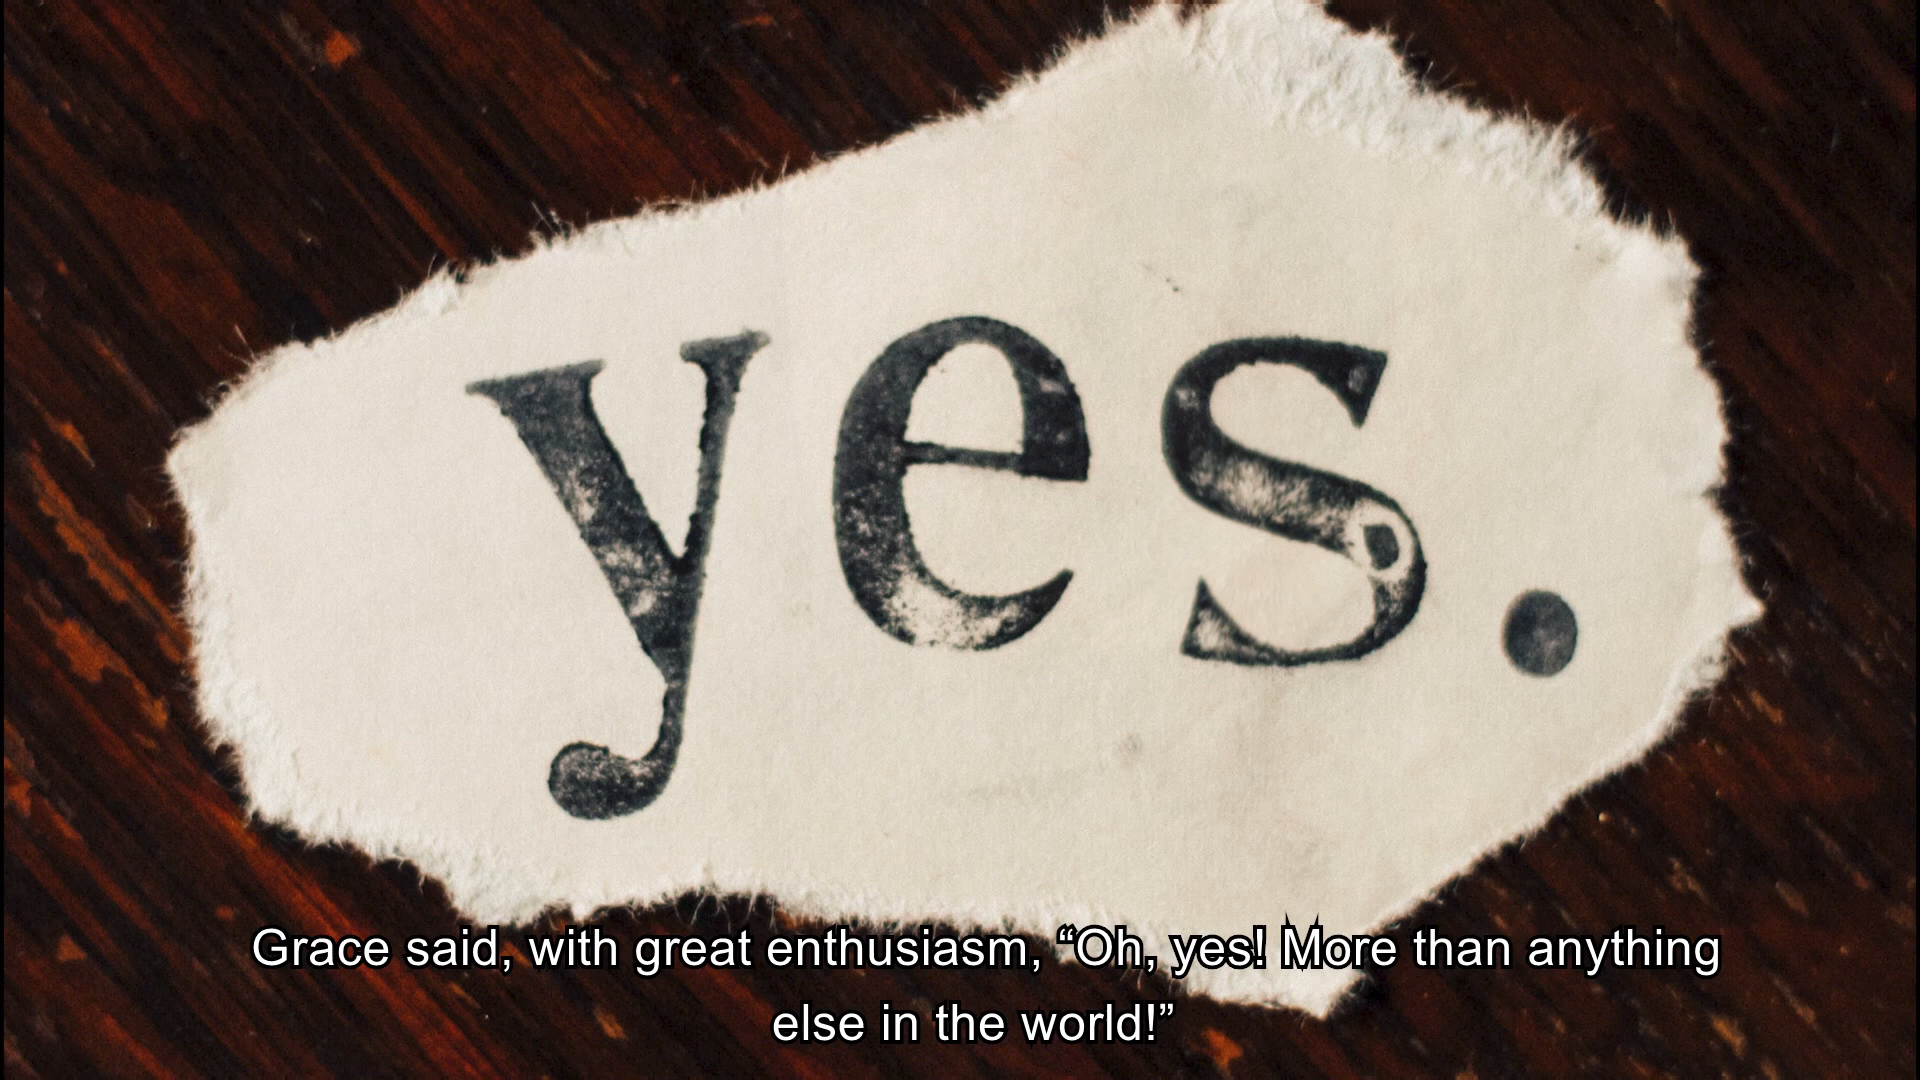 yes.
Grace said, with great enthusiasm, “Oh, yes! More than anything
else in the world!”